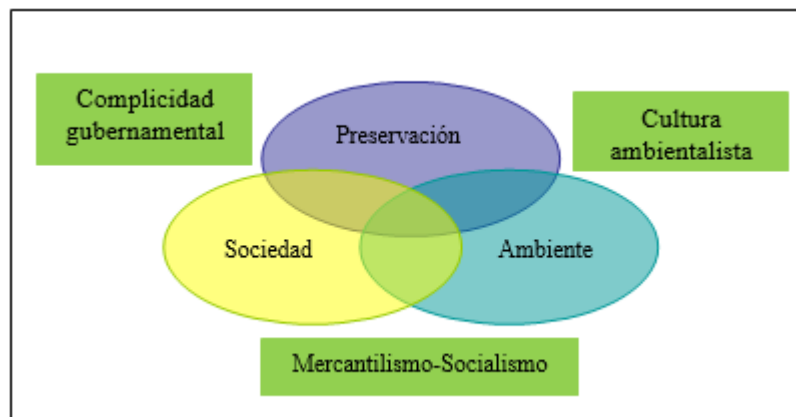 Complicidad
gubernamental
Preservación
Cultura
ambientalista
Sociedad
Ambiente
Mercantilismo-Socialismo